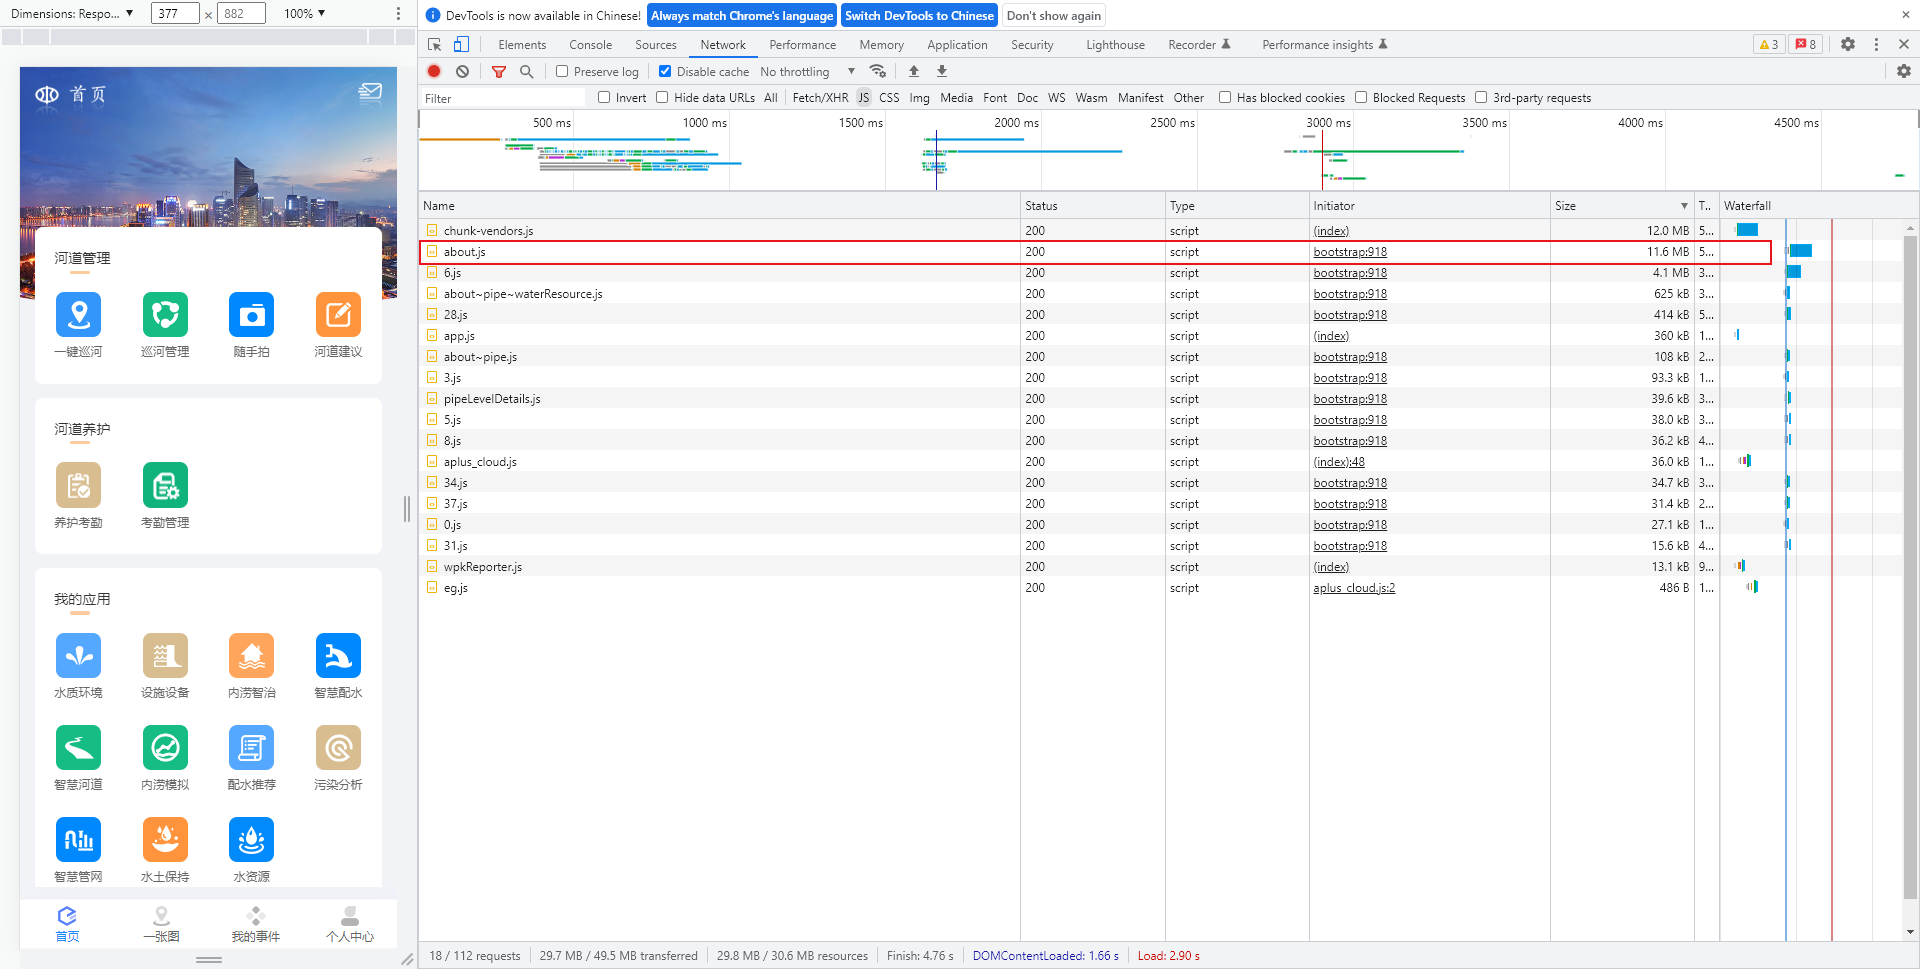 Dimensions: Respo... ▼ 377 × 882 100% ▼
DevTools is now available in Chinese! Always match Chrome's language Switch DevTools to Chinese Don't show again
Elements Console Sources Network Performance Memory Application Security Lighthouse Recorder Performance insights 3 8
Preserve log Disable cache No throttling ▼
Filter Invert Hide data URLs All Fetch/XHR JS CSS Img Media Font Doc WS Wasm Manifest Other Has blocked cookies Blocked Requests 3rd-party requests
500 ms 1000 ms 1500 ms 2000 ms 2500 ms 3000 ms 3500 ms 4000 ms 4500 ms
Name Status Type Initiator Size ▼ T.. Waterfall
chunk-vendors.js 200 script (index) 12.0 MB 5...
about.js 200 script bootstrap:918 11.6 MB 5...
6.js 200 script bootstrap:918 4.1 MB 3...
about~pipe~waterResource.js 200 script bootstrap:918 625 kB 3...
28.js 200 script bootstrap:918 414 kB 5...
app.js 200 script (index) 360 kB 1...
about~pipe.js 200 script bootstrap:918 108 kB 2...
3.js 200 script bootstrap:918 93.3 kB 1...
pipeLevelDetails.js 200 script bootstrap:918 39.6 kB 3...
5.js 200 script bootstrap:918 38.0 kB 3...
8.js 200 script bootstrap:918 36.2 kB 4...
aplus_cloud.js 200 script (index):48 36.0 kB 1...
34.js 200 script bootstrap:918 34.7 kB 3...
37.js 200 script bootstrap:918 31.4 kB 2...
0.js 200 script bootstrap:918 27.1 kB 1...
31.js 200 script bootstrap:918 15.6 kB 4...
wpkReporter.js 200 script (index) 13.1 kB 9...
eg.js 200 script aplus_cloud.js:2 486 B 1...
18 / 112 requests 29.7 MB / 49.5 MB transferred 29.8 MB / 30.6 MB resources Finish: 4.76 s DOMContentLoaded: 1.66 s Load: 2.90 s
首页
河道管理
一键巡河 巡河管理 随手拍 河道建议
河道养护
养护考勤 考勤管理
我的应用
水质环境 设施设备 内涝智治 智慧配水
智慧河道 内涝模拟 配水推荐 污染分析
智慧管网 水土保持 水资源
首页 一张图 我的事件 个人中心